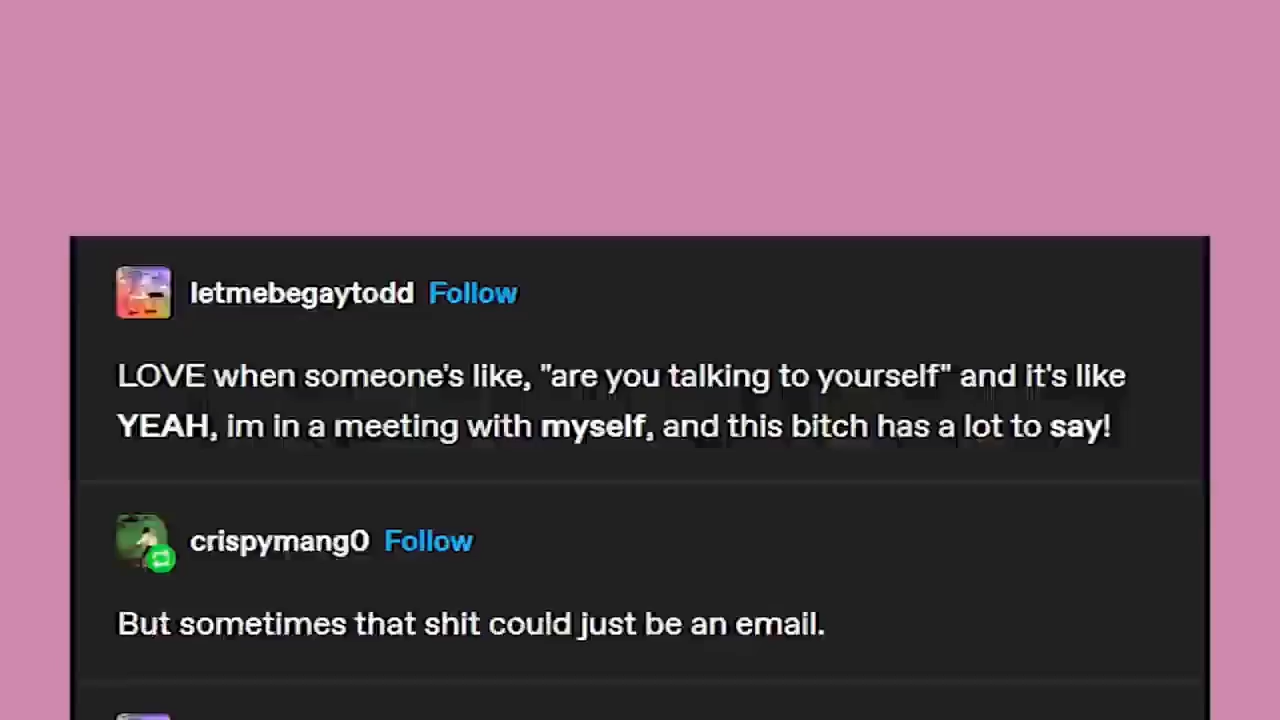 letmebegaytodd Follow
LOVE when someone's like, "are you talking to yourself" and it's like
YEAH, im in a meeting with myself, and this bitch has a lot to say!
crispymang0 Follow
But sometimes that shit could just be an email.